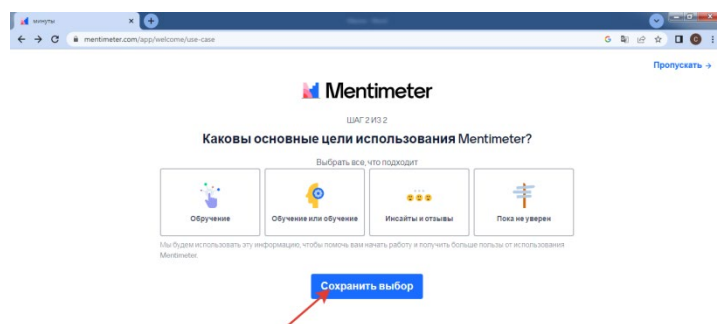 минуты
mentimeter.com/app/welcome/use-case
Пропускать →
Mentimeter
ШАГ 2 ИЗ 2
Каковы основные цели использования Mentimeter?
Выбрать все, что подходит
Обручение
Обучение или обучение
Инсайты и отзывы
Пока не уверен
Мы будем использовать эту информацию, чтобы помочь вам начать работу и получить больше пользы от использования
Mentimeter.
Сохранить выбор